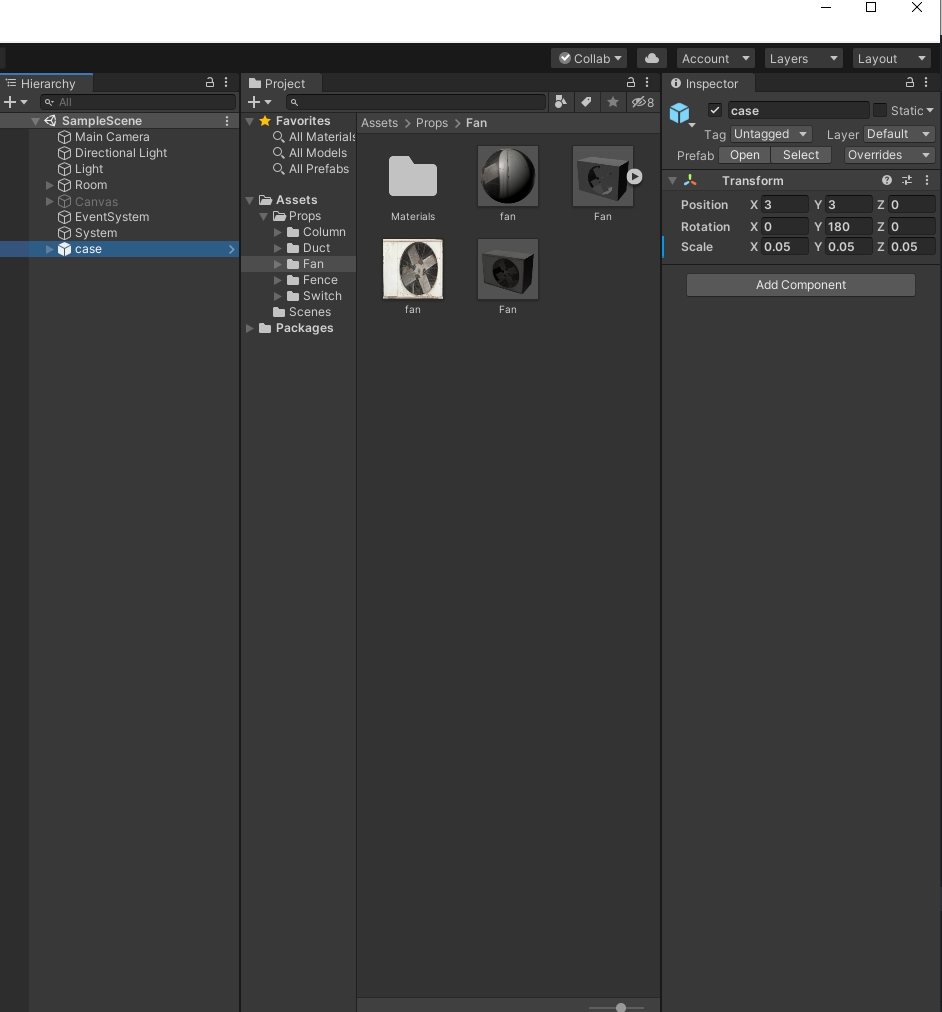 Collab
Account
Layers
Layout
Hierarchy
All
SampleScene
Main Camera
Directional Light
Light
Room
Canvas
EventSystem
System
case
Project
8
Favorites
All Materials
All Models
All Prefabs
Assets
Props
Column
Duct
Fan
Fence
Switch
Scenes
Packages
Assets > Props > Fan
Materials
fan
Fan
fan
Fan
Inspector
case
Static
Tag Untagged Layer Default
Prefab Open Select Overrides
Transform
Position X 3 Y 3 Z 0
Rotation X 0 Y 180 Z 0
Scale X 0.05 Y 0.05 Z 0.05
Add Component